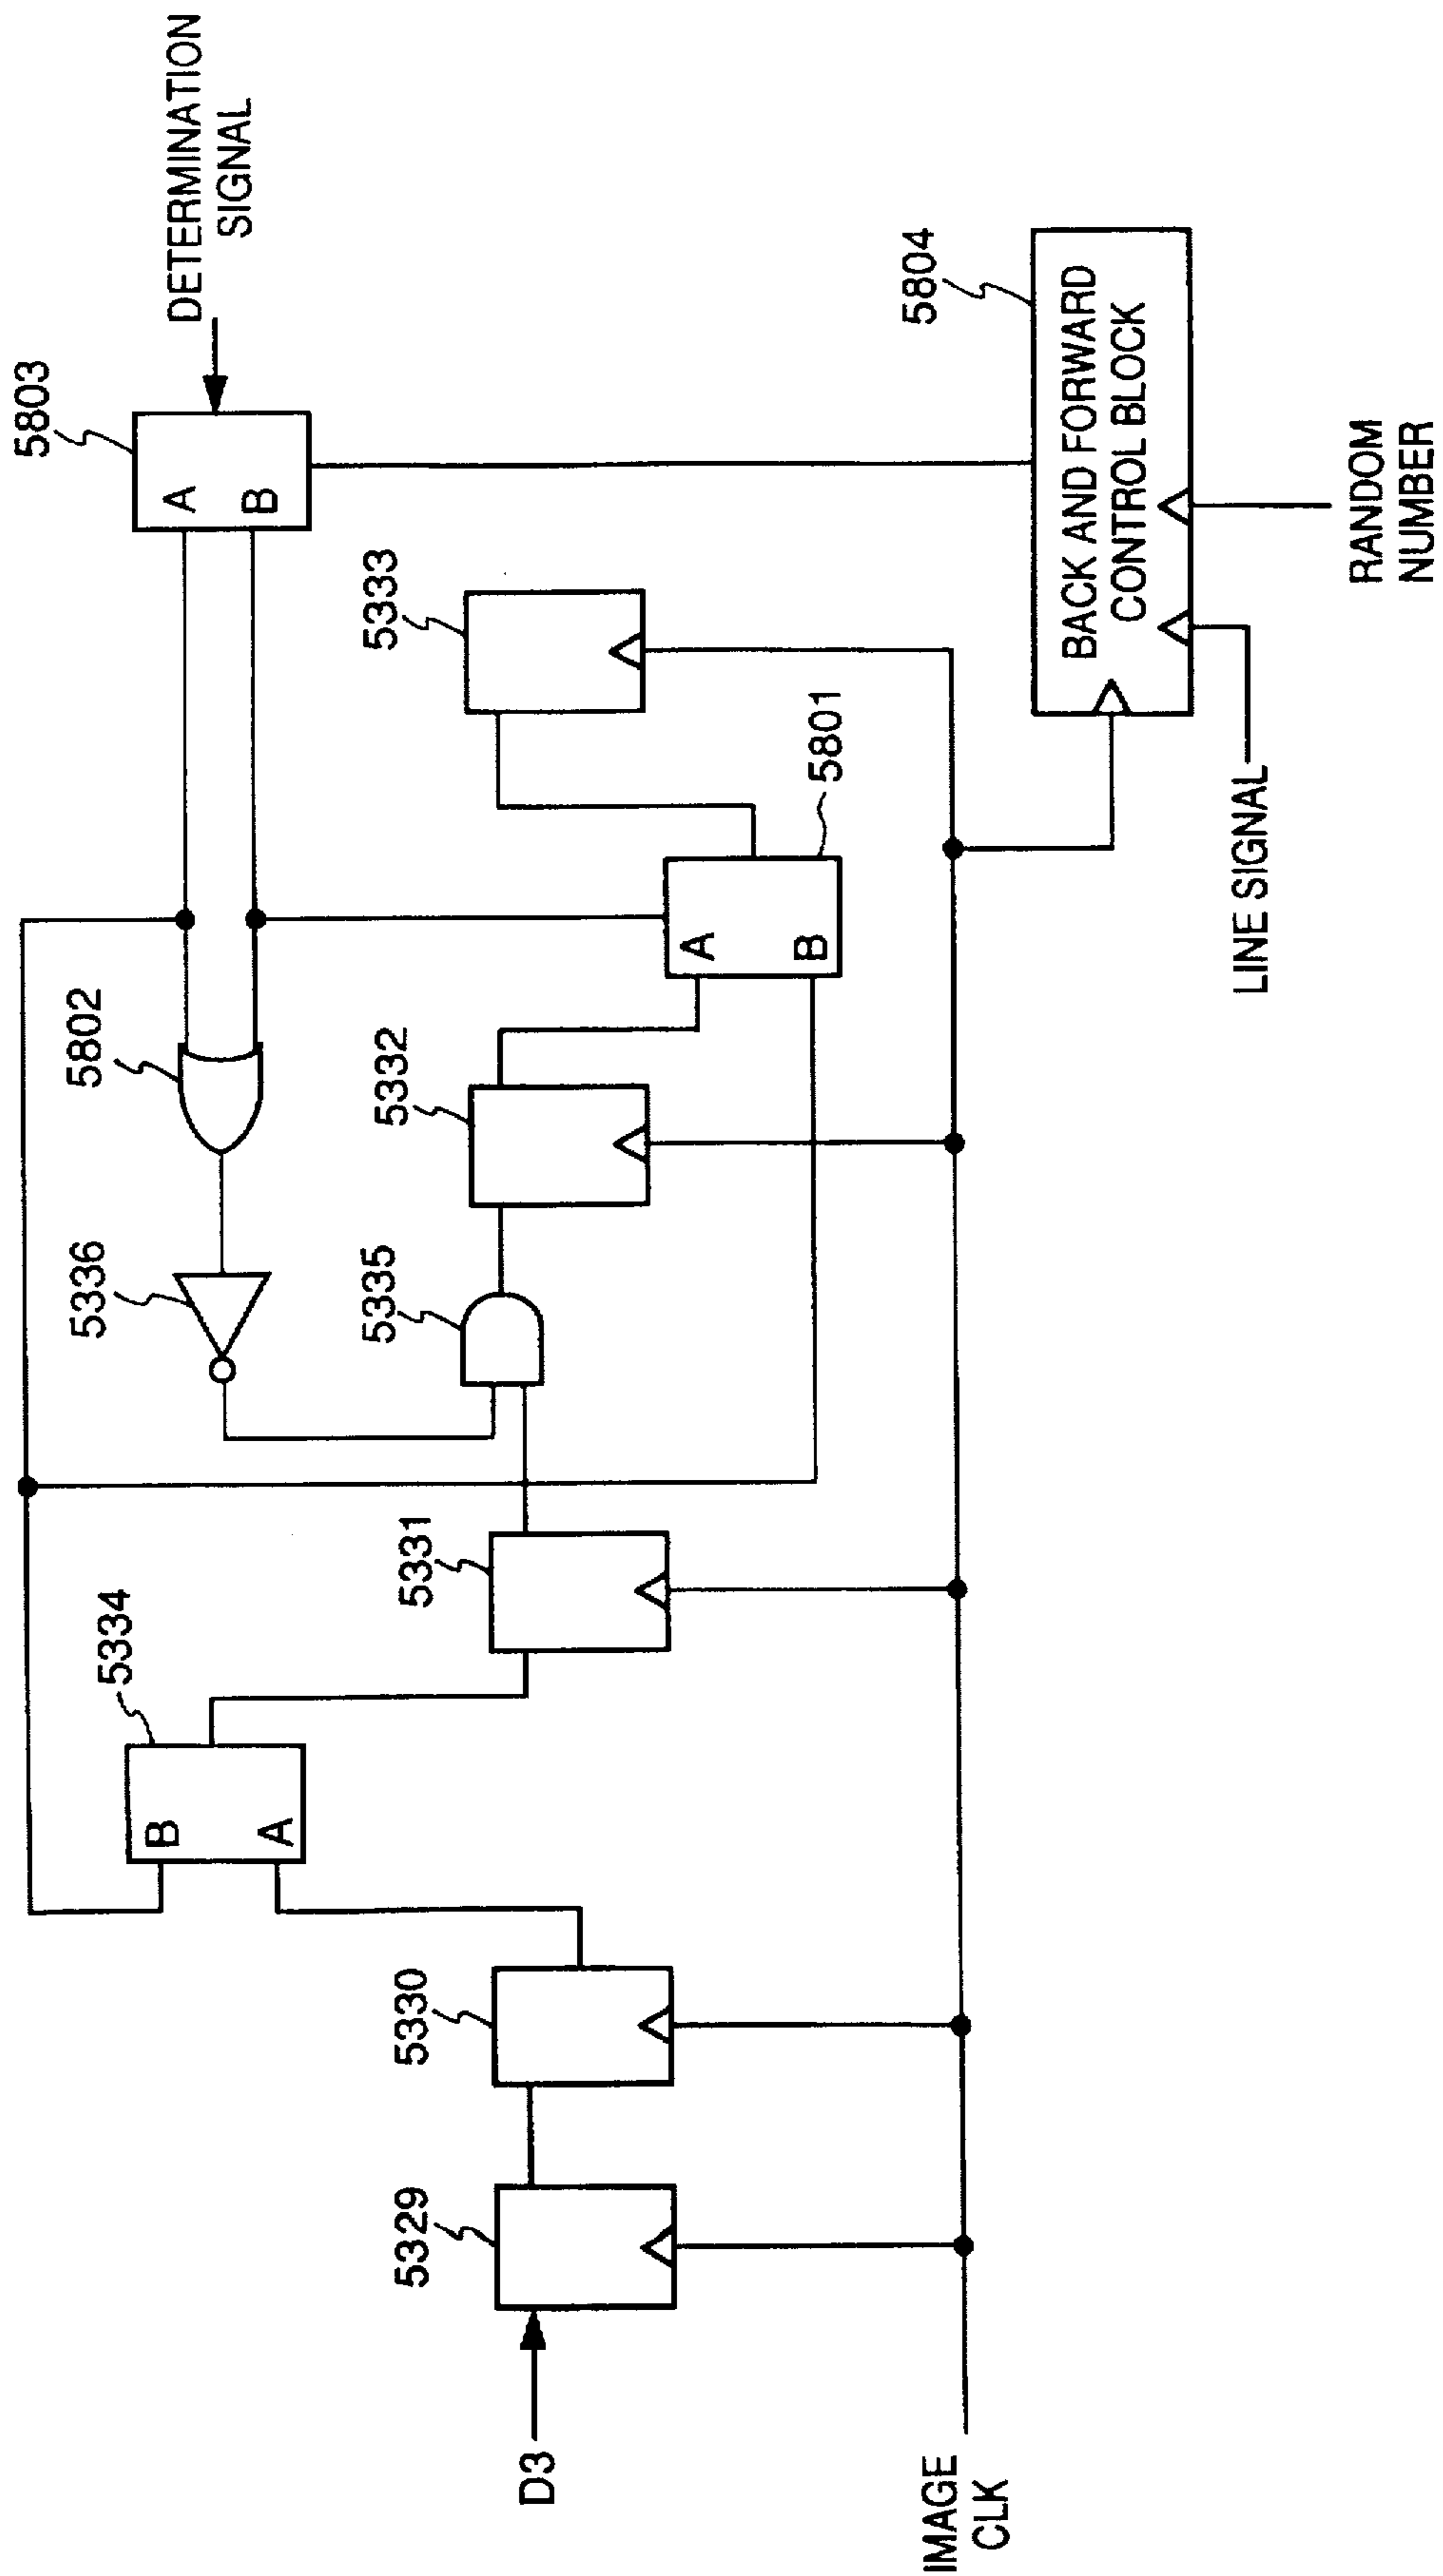 DETERMINATION
SIGNAL
5803
A
B
5802
5336
5334
B
A
5333
5332
5335
5331
5330
5329
D3
5801
A
B
5804
BACK AND FORWARD
CONTROL BLOCK
LINE SIGNAL
RANDOM
NUMBER
IMAGE
CLK